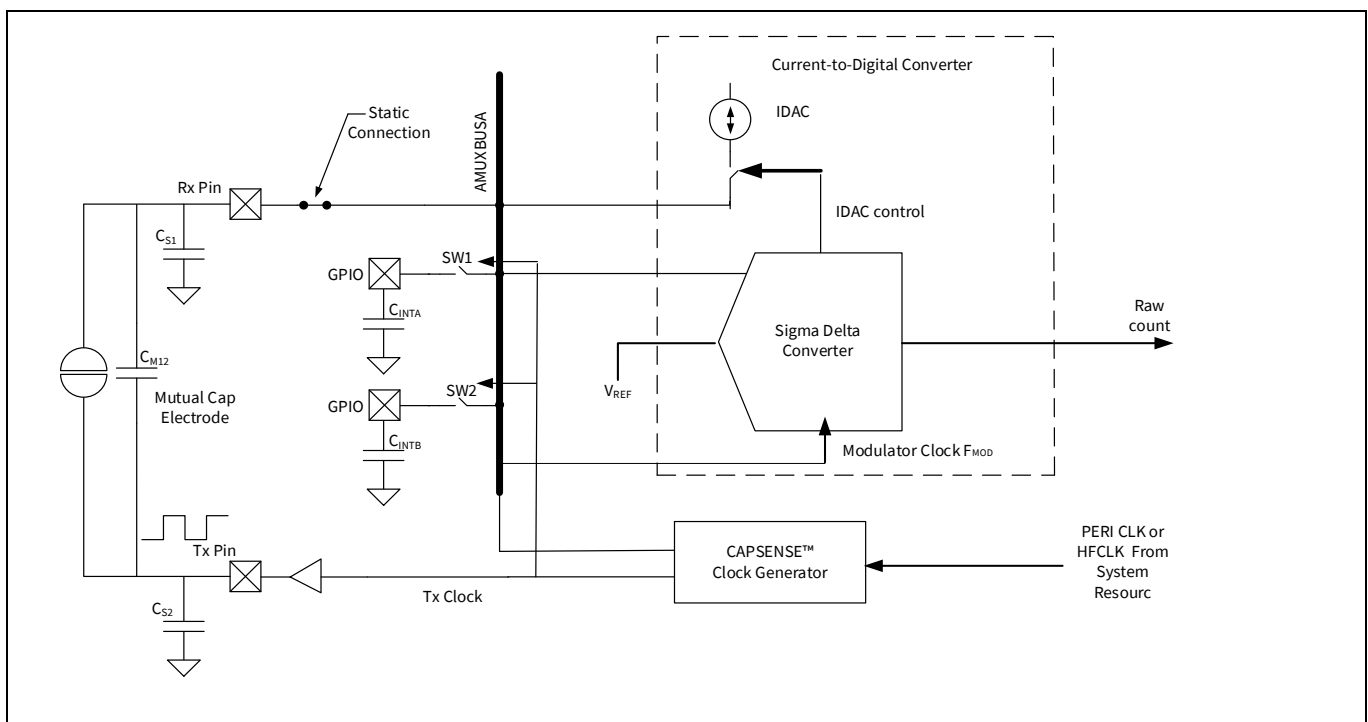 Current-to-Digital Converter
Static
Connection
IDAC
AMUXBUSA
Rx Pin
IDAC control
CS1
SW1
GPIO
CINTA
Raw
count
Sigma Delta
Converter
CM12
Mutual Cap
Electrode
VREF
SW2
GPIO
CINTB
Modulator Clock FMOD
Tx Pin
CAPSENSE™
Clock Generator
PERI CLK or
HFCLK From
System
Resourc
Tx Clock
CS2